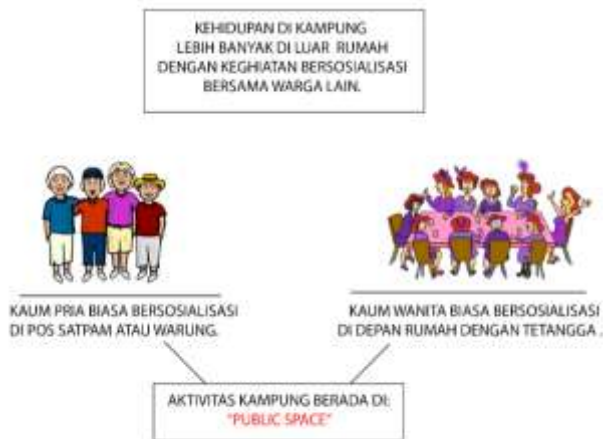 KEHIDUPAN DI KAMPUNG
LEBIH BANYAK DI LUAR RUMAH
DENGAN KEGHIATAN BERSOSIALISASI
BERSAMA WARGA LAIN.
KAUM PRIA BIASA BERSOSIALISASI
DI POS SATPAM ATAU WARUNG.
KAUM WANITA BIASA BERSOSIALISASI
DI DEPAN RUMAH DENGAN TETANGGA .
AKTIVITAS KAMPUNG BERADA DI:
"PUBLIC SPACE"